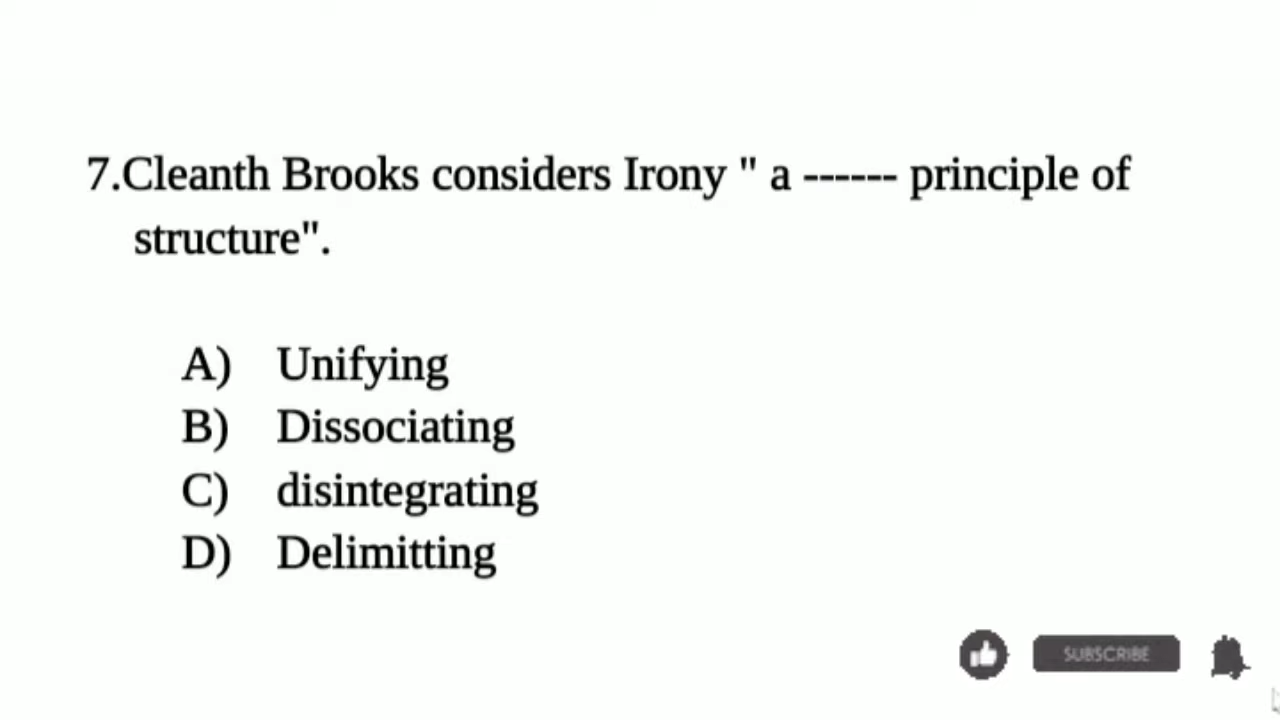 7.Cleanth Brooks considers Irony " a ------ principle of
structure".
A) Unifying
B) Dissociating
C) disintegrating
D) Delimitting
SUBSCRIBE